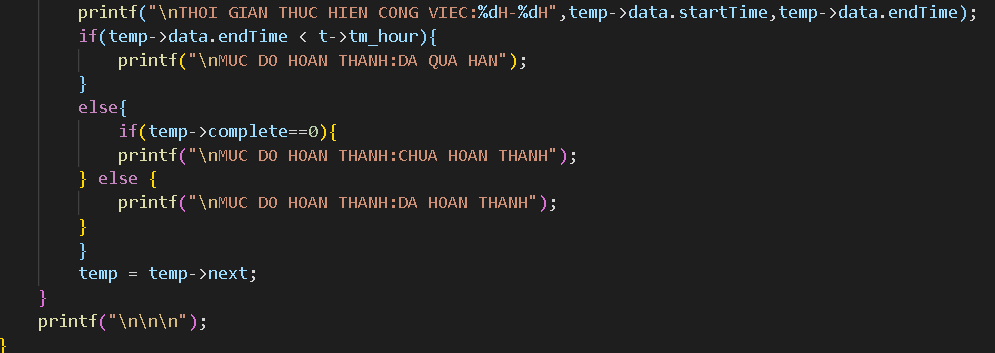 printf("\nTHOI GIAN THUC HIEN CONG VIEC:%dH-%dH",temp->data.startTime,temp->data.endTime);
if(temp->data.endTime < t->tm_hour){
printf("\nMUC DO HOAN THANH:DA QUA HAN");
}
else{
if(temp->complete==0){
printf("\nMUC DO HOAN THANH:CHUA HOAN THANH");
} else {
printf("\nMUC DO HOAN THANH:DA HOAN THANH");
}
}
temp = temp->next;
}
printf("\n\n\n");
}